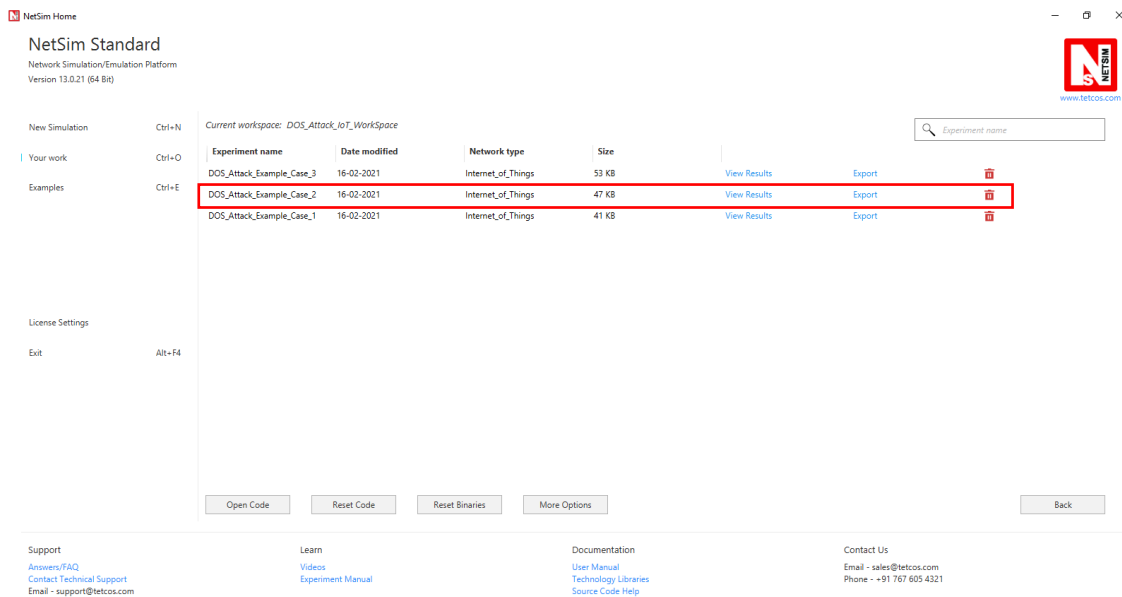 NetSim Home
NetSim Standard
Network Simulation/Emulation Platform
Version 13.0.21 (64 Bit)
NETSIM
N
S
www.tetcos.com
New Simulation Ctrl+N
Your work Ctrl+O
Examples Ctrl+E
License Settings
Exit Alt+F4
Current workspace: DOS_Attack_IoT_WorkSpace
Experiment name
Experiment name Date modified Network type Size
DOS_Attack_Example_Case_3 16-02-2021 Internet_of_Things 53 KB View Results Export
DOS_Attack_Example_Case_2 16-02-2021 Internet_of_Things 47 KB View Results Export
DOS_Attack_Example_Case_1 16-02-2021 Internet_of_Things 41 KB View Results Export
Open Code Reset Code Reset Binaries More Options Back
Support
Answers/FAQ
Contact Technical Support
Email - support@tetcos.com
Learn
Videos
Experiment Manual
Documentation
User Manual
Technology Libraries
Source Code Help
Contact Us
Email - sales@tetcos.com
Phone - +91 767 605 4321